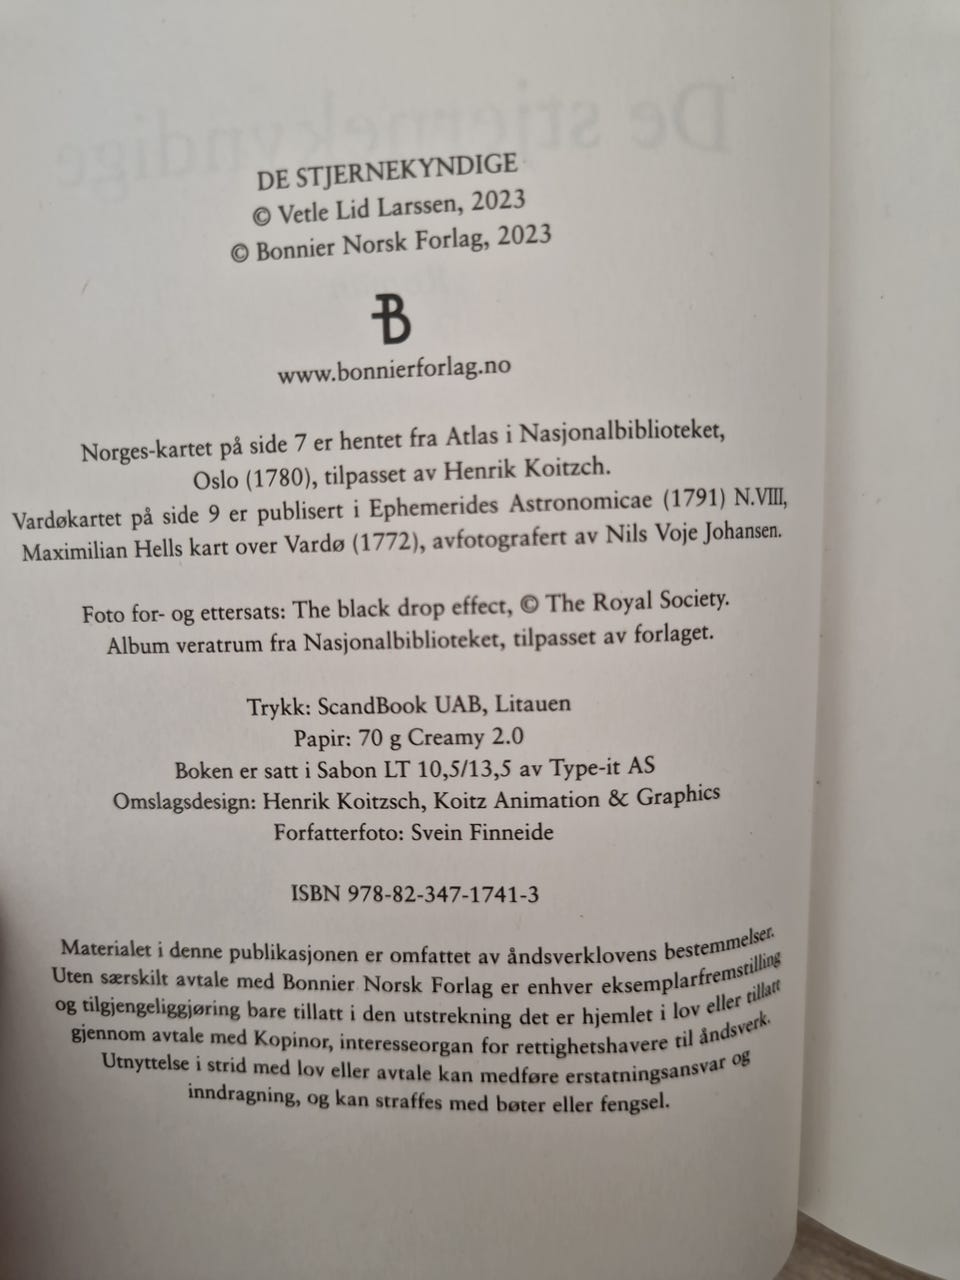 DE STJERNEKYNDIGE
© Vetle Lid Larssen, 2023
© Bonnier Norsk Forlag, 2023
B
www.bonnierforlag.no
Norges-kartet på side 7 er hentet fra Atlas i Nasjonalbiblioteket,
Oslo (1780), tilpasset av Henrik Koitzch.
Vardøkartet på side 9 er publisert i Ephemerides Astronomicae (1791) N.VIII,
Maximilian Hells kart over Vardø (1772), avfotografert av Nils Voje Johansen.
Foto for- og ettersats: The black drop effect, © The Royal Society.
Album veratrum fra Nasjonalbiblioteket, tilpasset av forlaget.
Trykk: ScandBook UAB, Litauen
Papir: 70 g Creamy 2.0
Boken er satt i Sabon LT 10,5/13,5 av Type-it AS
Omslagsdesign: Henrik Koitzsch, Koitz Animation & Graphics
Forfatterfoto: Svein Finneide
ISBN 978-82-347-1741-3
Materialet i denne publikasjonen er omfattet av åndsverklovens bestemmelser.
Uten særskilt avtale med Bonnier Norsk Forlag er enhver eksemplarfremstilling
og tilgjengeliggjøring bare tillatt i den utstrekning det er hjemlet i lov eller tillatt
gjennom avtale med Kopinor, interesseorgan for rettighetshavere til åndsverk.
Utnyttelse i strid med lov eller avtale kan medføre erstatningsansvar og
inndragning, og kan straffes med bøter eller fengsel.